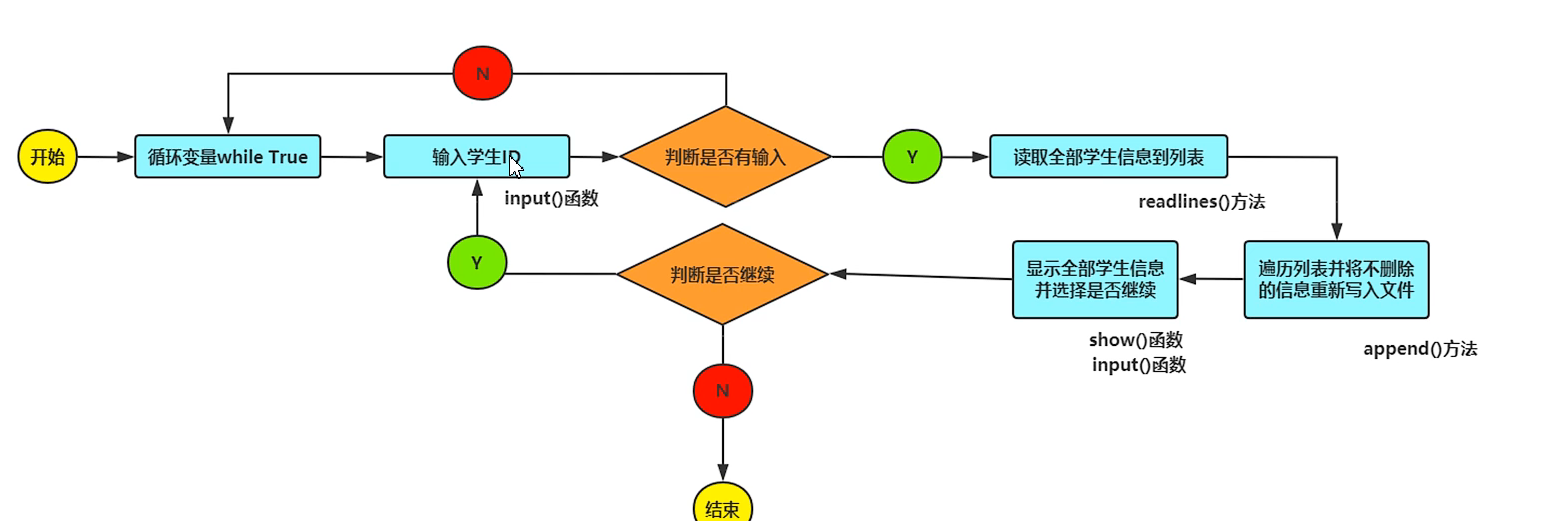 N
开始
循环变量while True
输入学生ID
判断是否有输入
Y
读取全部学生信息到列表
input()函数
readlines()方法
Y
判断是否继续
显示全部学生信息
并选择是否继续
遍历列表并将不删除
的信息重新写入文件
show()函数
input()函数
append()方法
N
结束